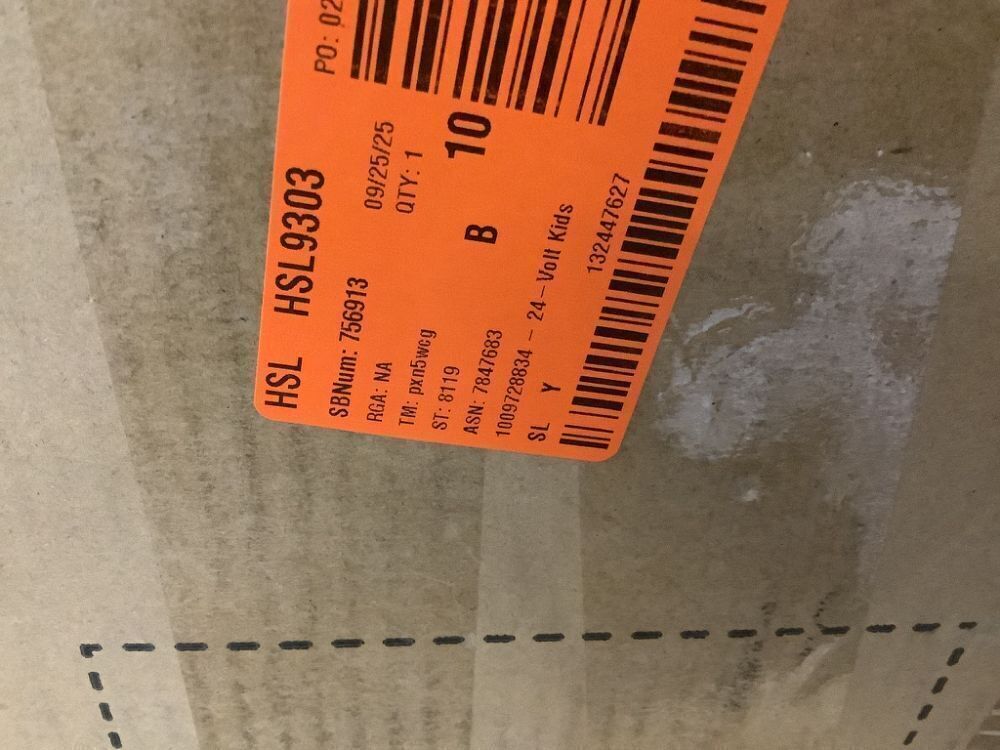 HSL HSL9303 PO: 02
SBNum: 756913
RGA: NA 09/25/25
TM: pxn5wcg QTY: 1
ST: 8119
ASN: 7847683 B 10
1009728834 - 24-Volt Kids
SL Y
132447627